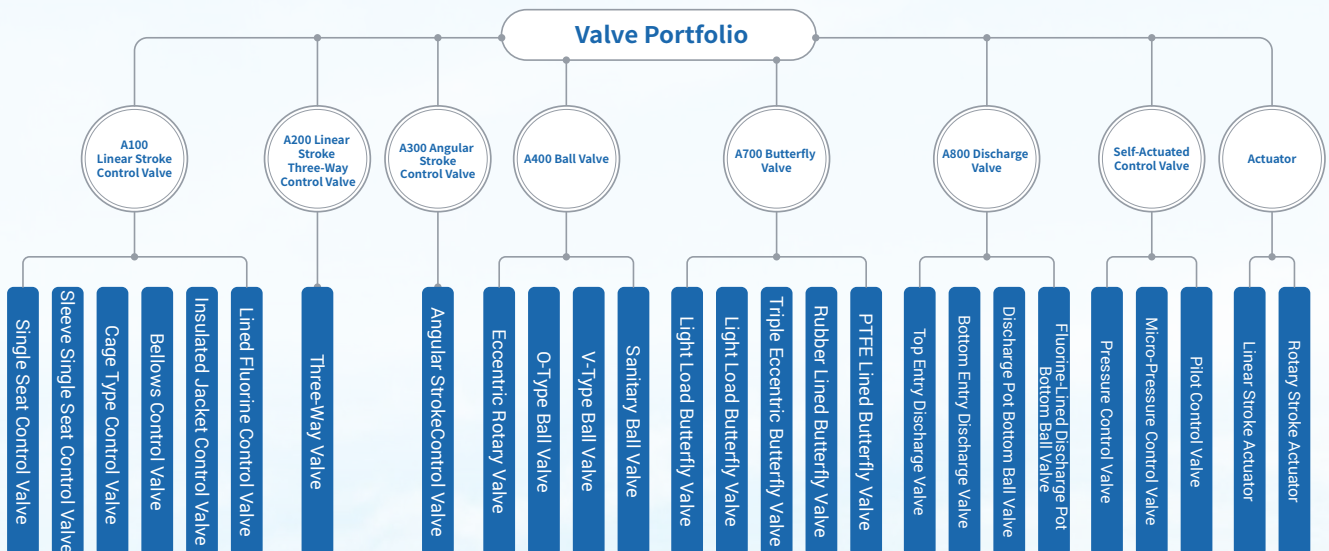 Valve Portfolio
A100
Linear Stroke
Control Valve
A200 Linear
Stroke
Three-Way
Control Valve
A300 Angular
Stroke
Control Valve
A400 Ball Valve
A700 Butterfly
Valve
A800 Discharge
Valve
Self-Actuated
Control Valve
Actuator
Single Seat Control Valve
Sleeve Single Seat Control Valve
Cage Type Control Valve
Bellows Control Valve
Insulated Jacket Control Valve
Lined Fluorine Control Valve
Three-Way Valve
Angular StrokeControl Valve
Eccentric Rotary Valve
O-Type Ball Valve
V-Type Ball Valve
Sanitary Ball Valve
Light Load Butterfly Valve
Light Load Butterfly Valve
Triple Eccentric Butterfly Valve
Rubber Lined Butterfly Valve
PTFE Lined Butterfly Valve
Top Entry Discharge Valve
Bottom Entry Discharge Valve
Discharge Pot Bottom Ball Valve
Fluorine-Lined Discharge Pot
Bottom Ball Valve
Pressure Control Valve
Micro-Pressure Control Valve
Pilot Control Valve
Linear Stroke Actuator
Rotary Stroke Actuator